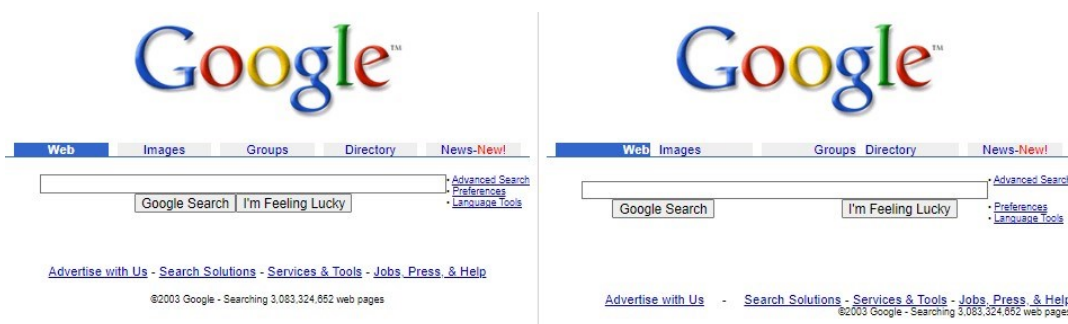 Google™
Web Images Groups Directory News-New!
• Advanced Search
• Preferences
• Language Tools
Google Search I'm Feeling Lucky
Advertise with Us - Search Solutions - Services & Tools - Jobs, Press, & Help
©2003 Google - Searching 3,083,324,652 web pages
Google™
Web Images Groups Directory News-New!
• Advanced Search
• Preferences
• Language Tools
Google Search I'm Feeling Lucky
Advertise with Us - Search Solutions - Services & Tools - Jobs, Press, & Help
©2003 Google - Searching 3,083,324,652 web pages